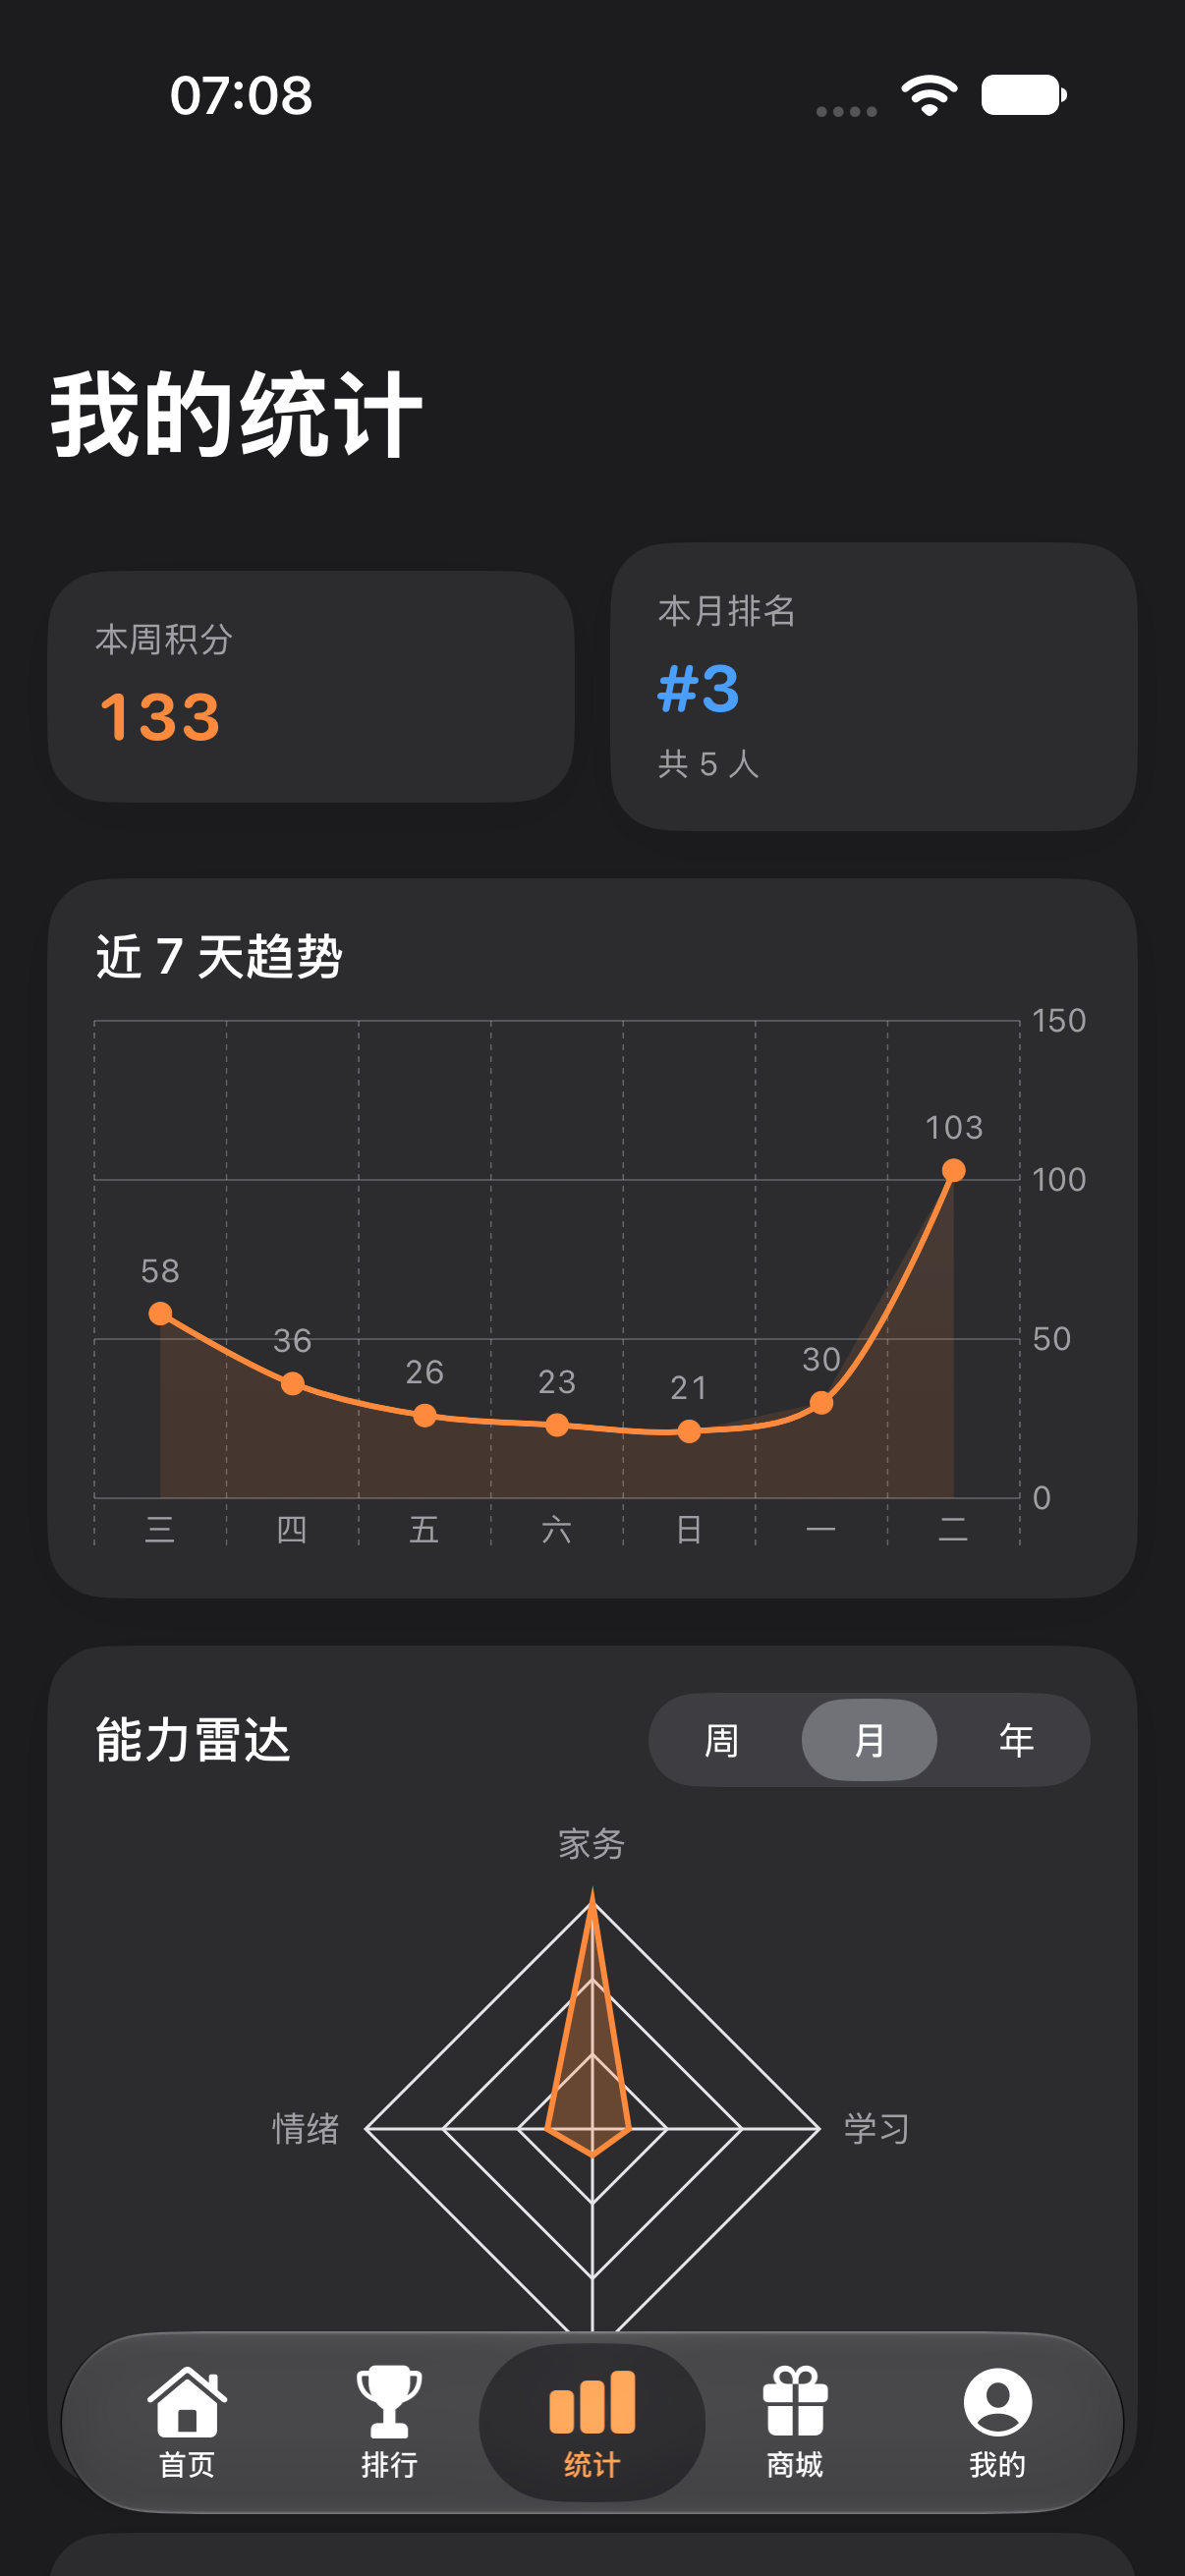 07:08
我的统计
本周积分
133
本月排名
#3
共 5 人
近 7 天趋势
150
103
100
58
36
50
26
23
21
30
0
三 四 五 六 日 一 二
能力雷达
周 月 年
家务
情绪
学习
首页 排行 统计 商城 我的